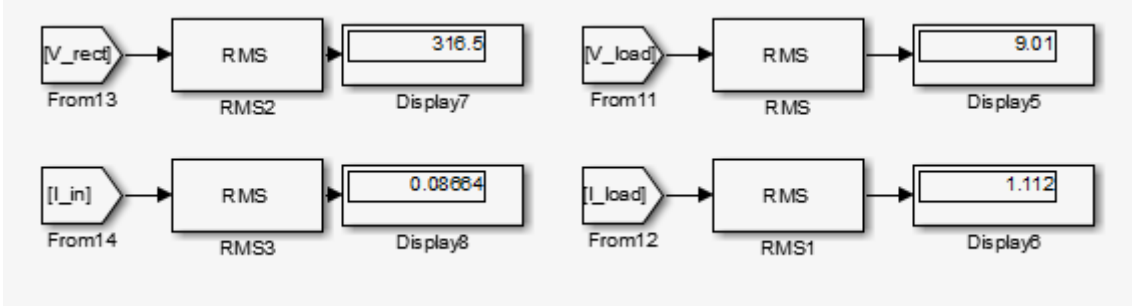 [V_rect] RMS 316.5 [V_load] RMS 9.01
From13 RMS2 Display7 From11 RMS Display5
[I_in] RMS 0.08664 [I_load] RMS 1.112
From14 RMS3 Display8 From12 RMS1 Display6